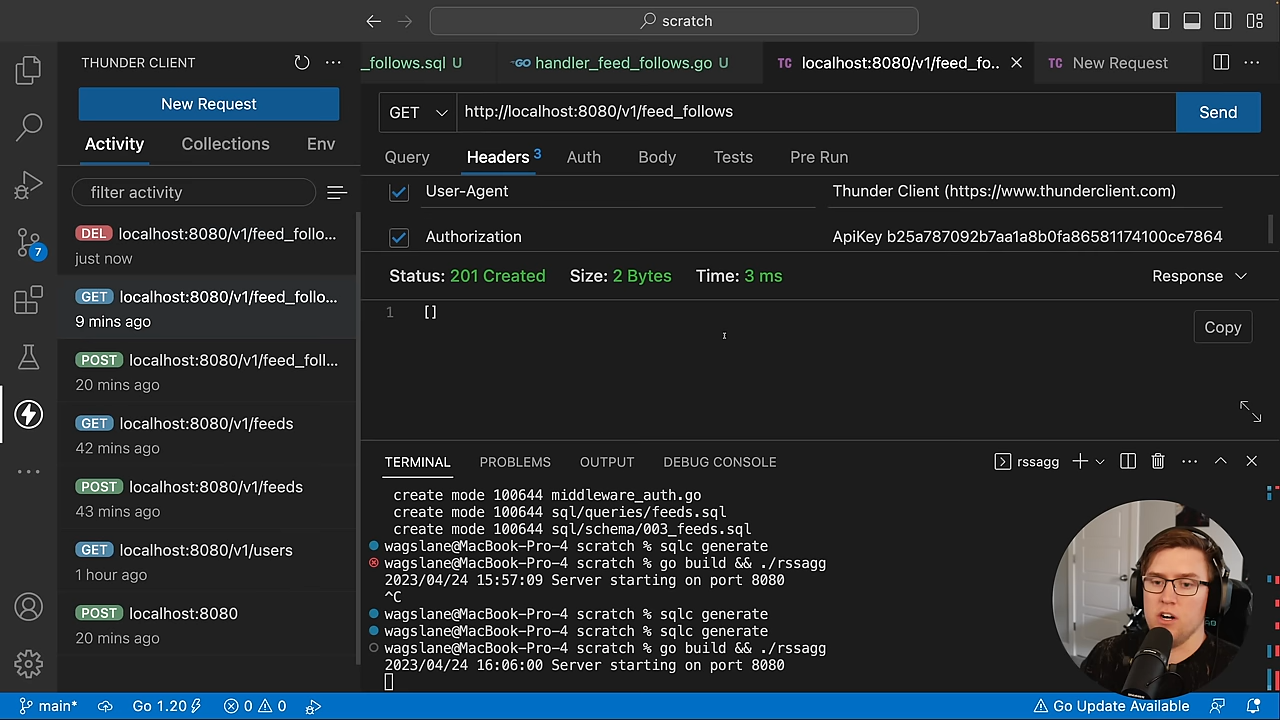 scratch
THUNDER CLIENT
New Request
Activity
Collections
Env
filter activity
DEL localhost:8080/v1/feed_follo...
just now
GET localhost:8080/v1/feed_follo...
9 mins ago
POST localhost:8080/v1/feed_foll...
20 mins ago
GET localhost:8080/v1/feeds
42 mins ago
POST localhost:8080/v1/feeds
43 mins ago
GET localhost:8080/v1/users
1 hour ago
POST localhost:8080
20 mins ago
7
_follows.sql U
GO handler_feed_follows.go U
TC localhost:8080/v1/feed_fo..
TC New Request
GET http://localhost:8080/v1/feed_follows Send
Query Headers 3 Auth Body Tests Pre Run
User-Agent Thunder Client (https://www.thunderclient.com)
Authorization ApiKey b25a787092b7aa1a8b0fa86581174100ce7864
Status: 201 Created Size: 2 Bytes Time: 3 ms Response
1 []
Copy
TERMINAL PROBLEMS OUTPUT DEBUG CONSOLE rssagg
create mode 100644 middleware_auth.go
create mode 100644 sql/queries/feeds.sql
create mode 100644 sql/schema/003_feeds.sql
wagslane@MacBook-Pro-4 scratch % sqlc generate
wagslane@MacBook-Pro-4 scratch % go build && ./rssagg
2023/04/24 15:57:09 Server starting on port 8080
^C
wagslane@MacBook-Pro-4 scratch % sqlc generate
wagslane@MacBook-Pro-4 scratch % sqlc generate
wagslane@MacBook-Pro-4 scratch % go build && ./rssagg
2023/04/24 16:06:00 Server starting on port 8080
main* Go 1.20 0 0 Go Update Available